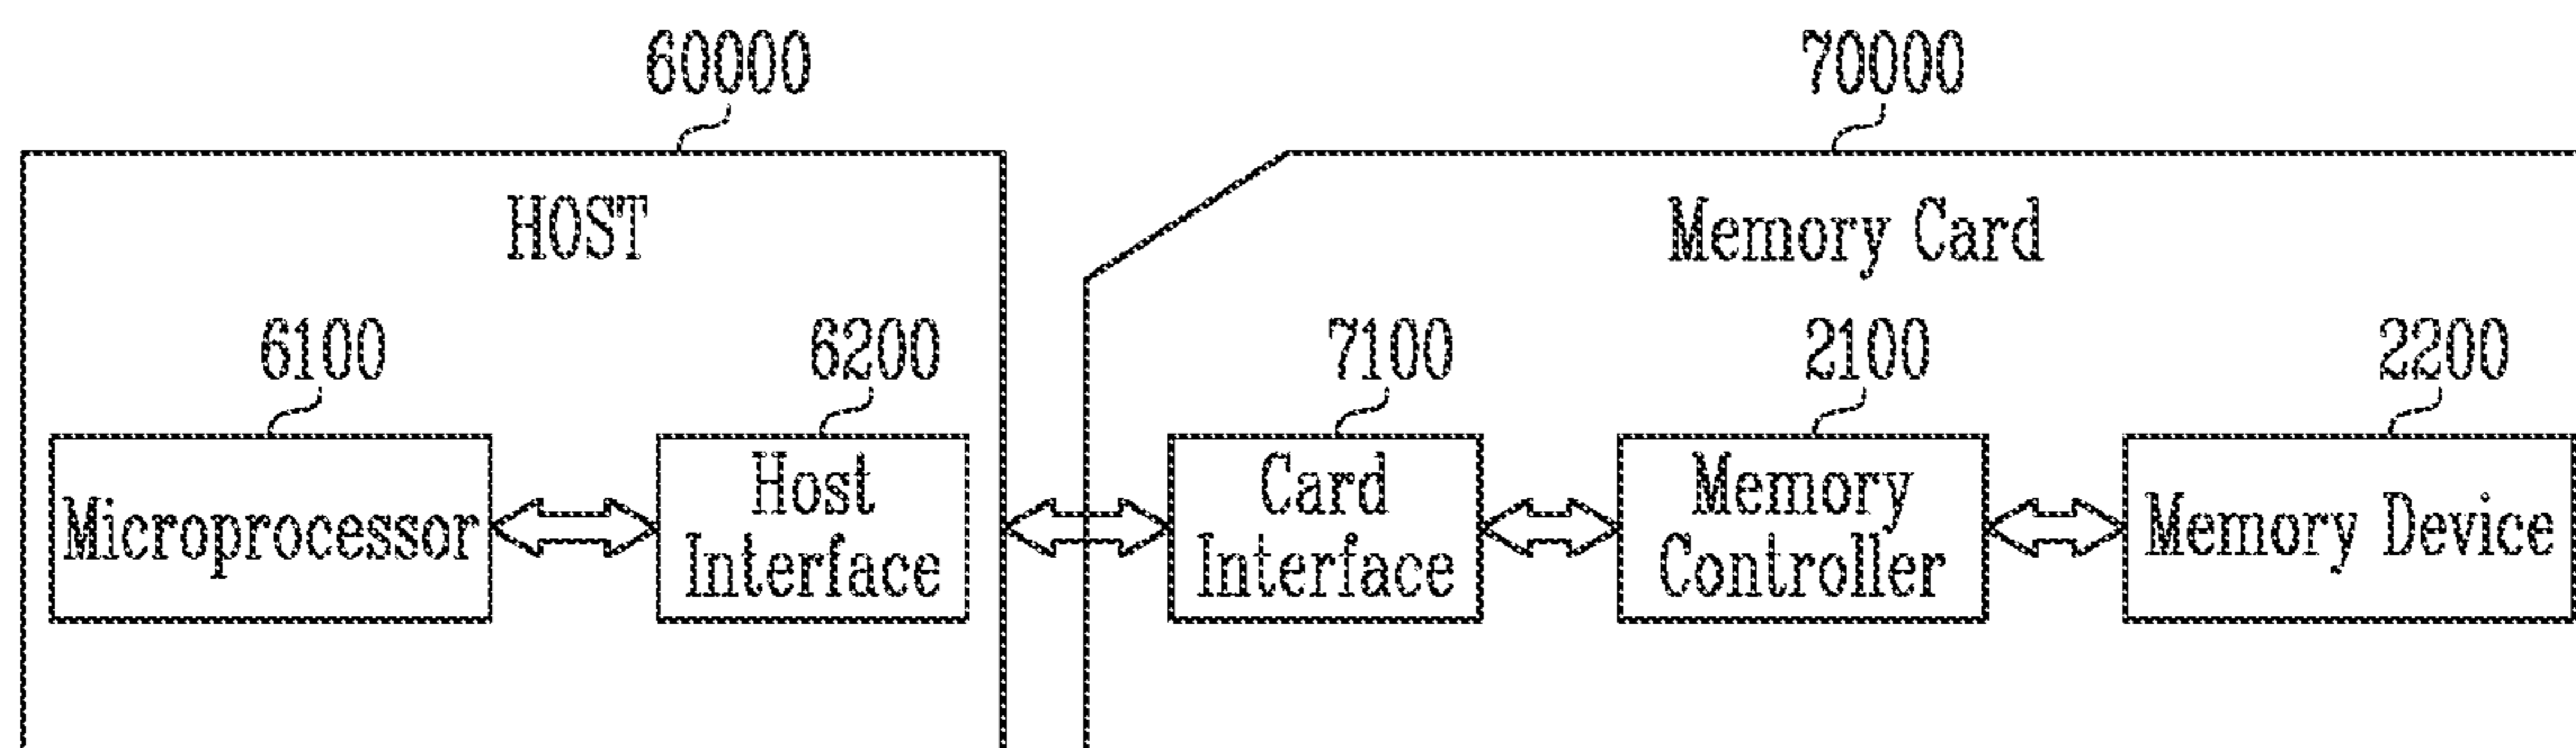 60000
70000
HOST
Memory Card
6100
6200
7100
2100
2200
Microprocessor
Host
Interface
Card
Interface
Memory
Controller
Memory Device